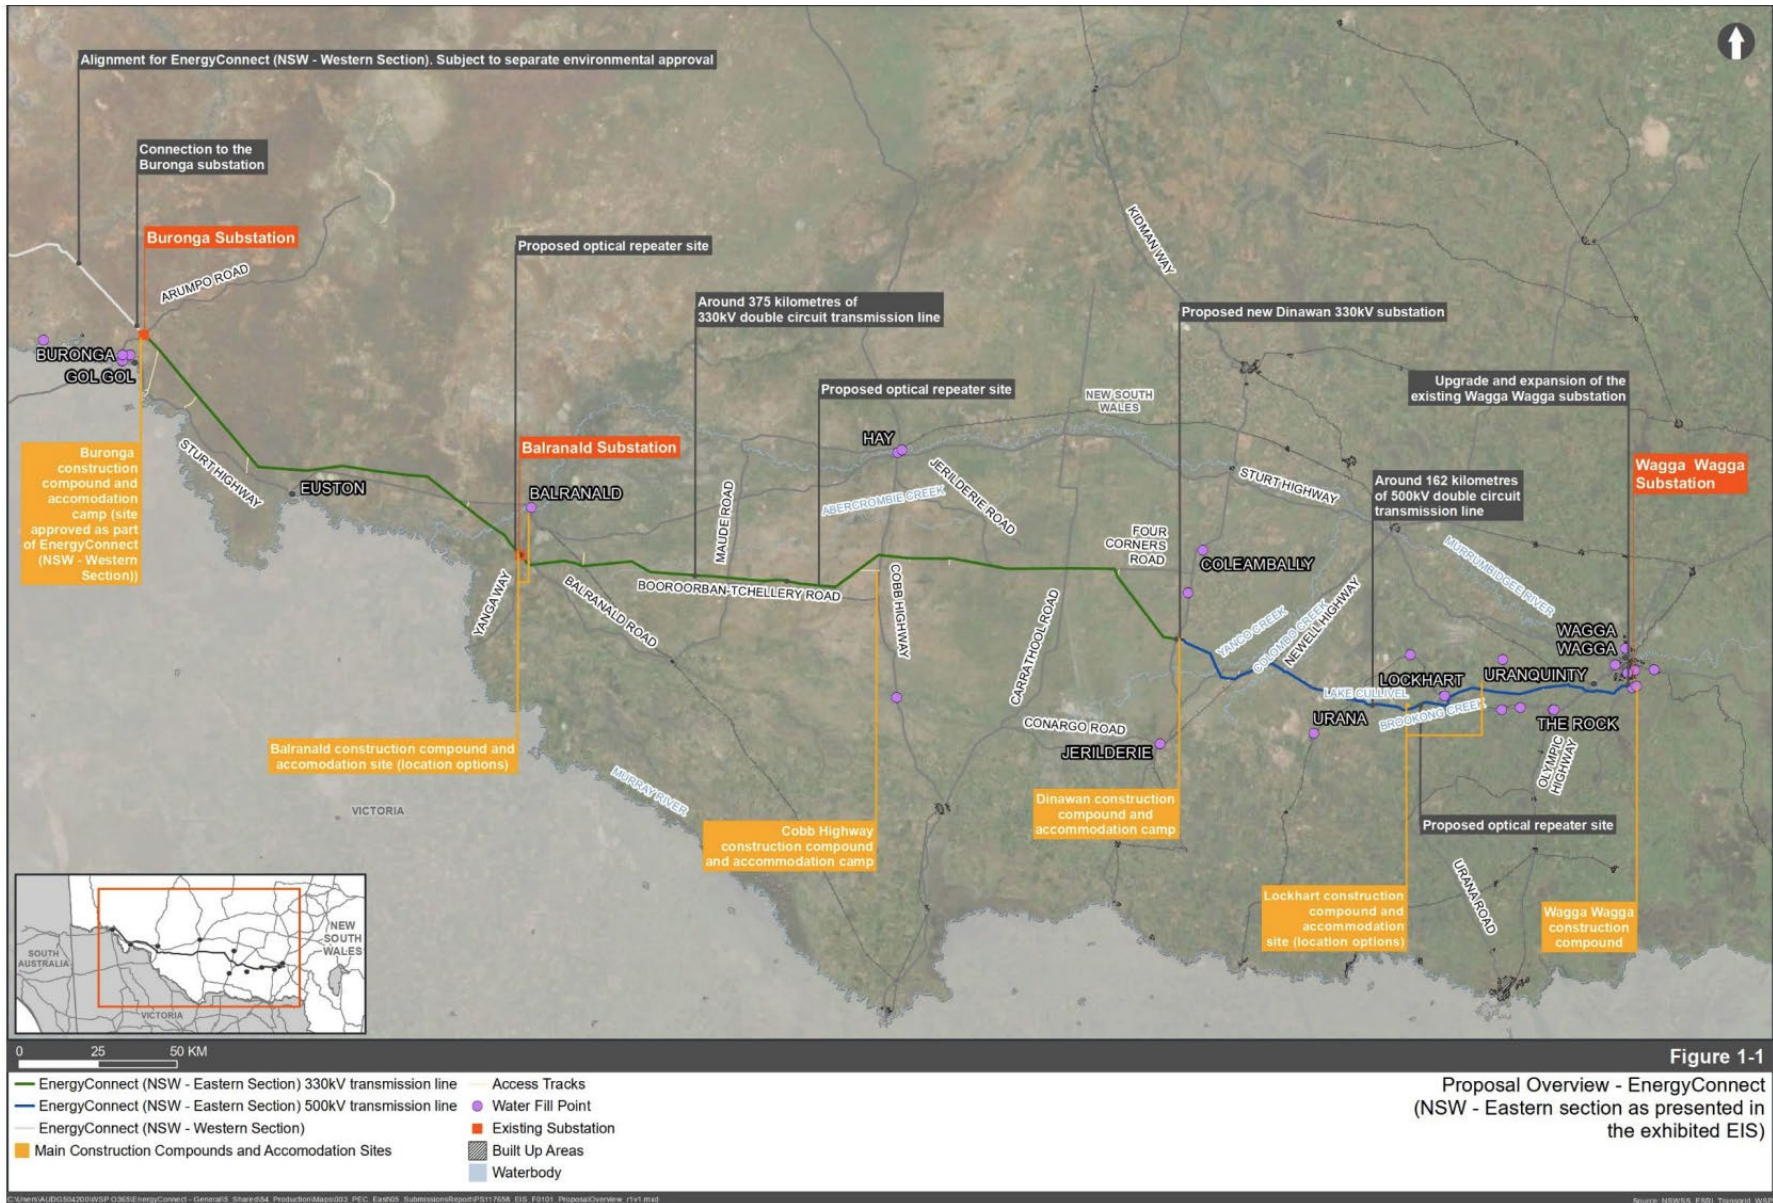 Alignment for EnergyConnect (NSW - Western Section). Subject to separate environmental approval
Connection to the
Buronga substation
Buronga Substation
Proposed optical repeater site
ARUMPO ROAD
KIDMAN WAY
Around 375 kilometres of
330kV double circuit transmission line
Proposed new Dinawan 330kV substation
BURONGA
GOL GOL
Proposed optical repeater site
Upgrade and expansion of the
existing Wagga Wagga substation
NEW SOUTH
WALES
HAY
Balranald Substation
Buronga
construction
compound and
accomodation
camp (site
approved as part
of EnergyConnect
(NSW - Western
Section))
STURT HIGHWAY
EUSTON
BALRANALD
MAUDE ROAD
ABERCROMBIE CREEK
JERILDERIE ROAD
STURT HIGHWAY
Around 162 kilometres
of 500kV double circuit
transmission line
Wagga Wagga
Substation
FOUR
CORNERS
ROAD
COLEAMBALLY
MURRUMBIDGEE RIVER
YANGA WAY
BALRANALD ROAD
BOOROORBAN-TCHELLERY ROAD
COBB HIGHWAY
CARRATHOOL ROAD
YANCO CREEK
COLOMBO CREEK
NEWELL HIGHWAY
WAGGA
WAGGA
LOCKHART
URANQUINTY
LAKE CULLIVEL
BROOKONG CREEK
URANA
THE ROCK
CONARGO ROAD
JERILDERIE
OLYMPIC
HIGHWAY
Balranald construction compound and
accomodation site (location options)
MURRAY RIVER
VICTORIA
Cobb Highway
construction compound
and accommodation camp
Dinawan construction
compound and
accommodation camp
Proposed optical repeater site
URANA ROAD
Lockhart construction
compound and
accommodation
site (location options)
Wagga Wagga
construction
compound
SOUTH
AUSTRALIA
NEW
SOUTH
WALES
VICTORIA
0 25 50 KM
Figure 1-1
EnergyConnect (NSW - Eastern Section) 330kV transmission line
EnergyConnect (NSW - Eastern Section) 500kV transmission line
EnergyConnect (NSW - Western Section)
Main Construction Compounds and Accomodation Sites
Access Tracks
Water Fill Point
Existing Substation
Built Up Areas
Waterbody
Proposal Overview - EnergyConnect
(NSW - Eastern section as presented in
the exhibited EIS)